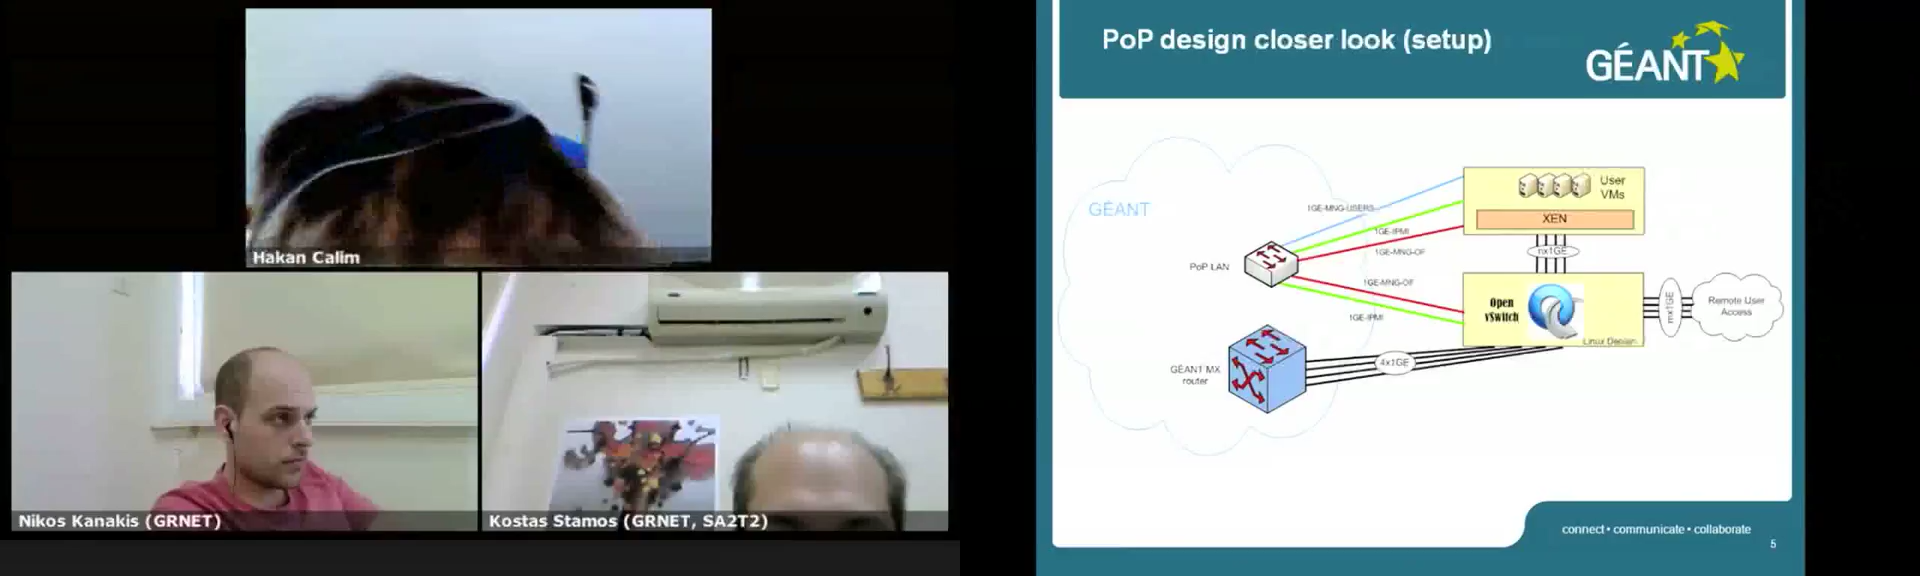 Hakan Calim
Nikos Kanakis (GRNET)
Kostas Stamos (GRNET, SA2T2)
PoP design closer look (setup)
GÉANT
GÉANT
User
VMs
XEN
1GE-MNG-USERS
1GE-IPMI
1GE-MNG-OF
nx1GE
PoP LAN
1GE-MNG-OF
1GE-IPMI
Open
vSwitch
Linux Debian
mx1GE
Remote User
Access
GÉANT MX
router
4x1GE
connect • communicate • collaborate
5